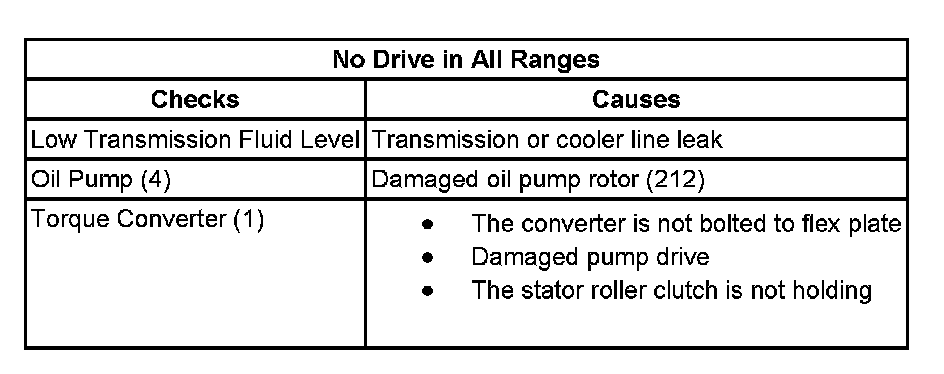 No Drive in All Ranges
Checks
Causes
Low Transmission Fluid Level
Transmission or cooler line leak
Oil Pump (4)
Damaged oil pump rotor (212)
Torque Converter (1)
• The converter is not bolted to flex plate
• Damaged pump drive
• The stator roller clutch is not holding